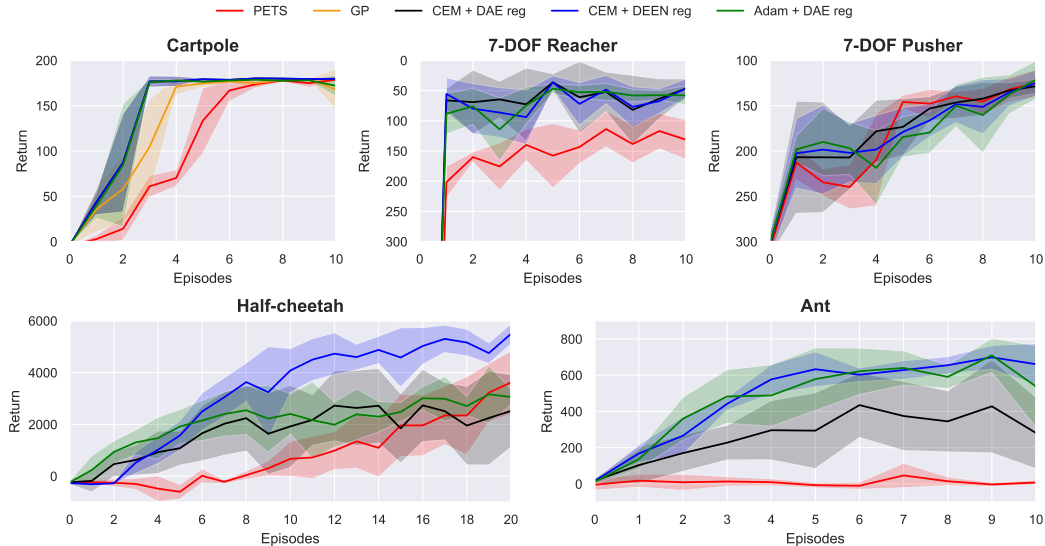 PETS GP CEM + DAE reg CEM + DEEN reg Adam + DAE reg
Cartpole
Return
200
150
100
50
0
0 2 4 6 8 10
Episodes
7-DOF Reacher
Return
0
50
100
150
200
250
300
0 2 4 6 8 10
Episodes
7-DOF Pusher
Return
100
150
200
250
300
0 2 4 6 8 10
Episodes
Half-cheetah
Return
6000
4000
2000
0
0 2 4 6 8 10 12 14 16 18 20
Episodes
Ant
Return
800
600
400
200
0
0 1 2 3 4 5 6 7 8 9 10
Episodes